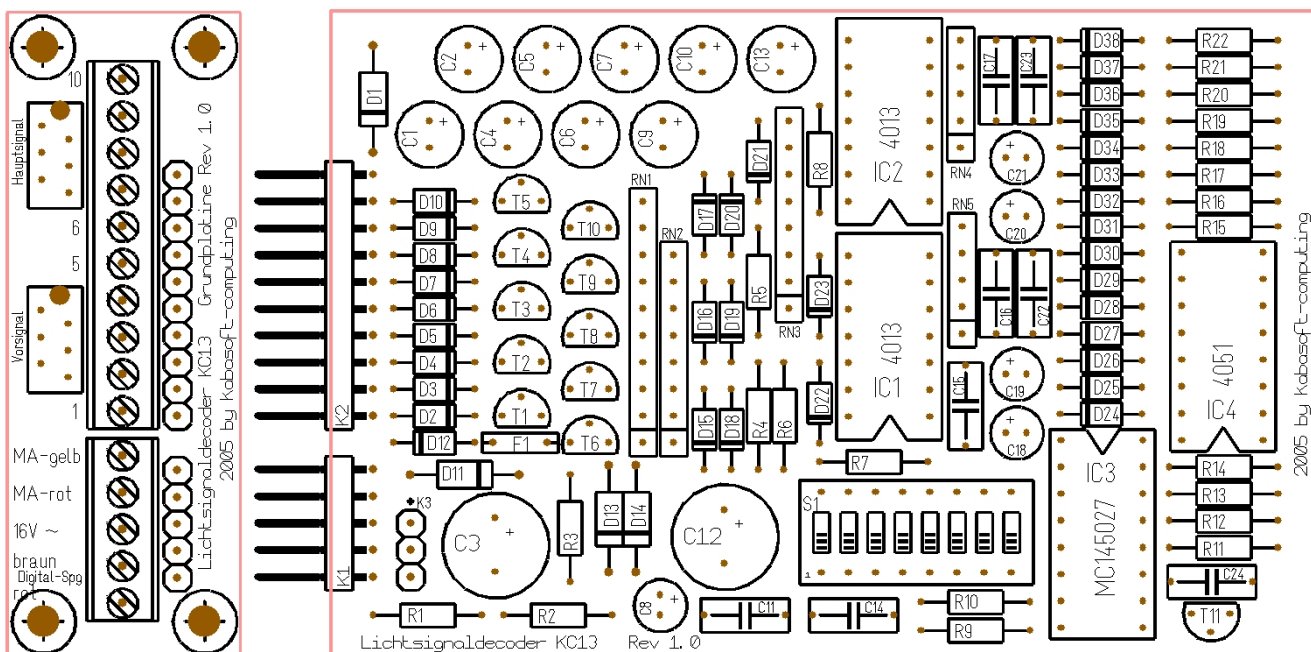 10
Hauptsignal
6
5
Vorsignal
1
MA-gelb
MA-rot
16V ~
braun
Digital-Spg
rot
Lichtsignaldecoder KC13 Grundplatine Rev 1.0
2005 by Kabasoft-computing
K2
K1
D1
C2
C5
C7
C10
C13
C1
C4
C6
C9
D10
D9
D8
D7
D6
D5
D4
D3
D2
D12
D11
F1
T5
T4
T3
T2
T1
T10
T9
T8
T7
T6
RN1
RN2
D17
D20
D16
D19
D15
D18
D21
R5
R4
R6
RN3
R8
D23
D22
R7
4013
IC2
4013
IC1
RN4
RN5
C17
C23
C21
C20
C16
C22
C15
C19
C18
D38
D37
D36
D35
D34
D33
D32
D31
D30
D29
D28
D27
D26
D25
D24
IC3
MC145027
R22
R21
R20
R19
R18
R17
R16
R15
4051
IC4
R14
R13
R12
R11
C24
T11
+K3
C3
R3
D13
D14
C12
S1
1
R1
R2
C8
C11
C14
R10
R9
Lichtsignaldecoder KC13 Rev 1.0
2005 by Kabasoft-computing